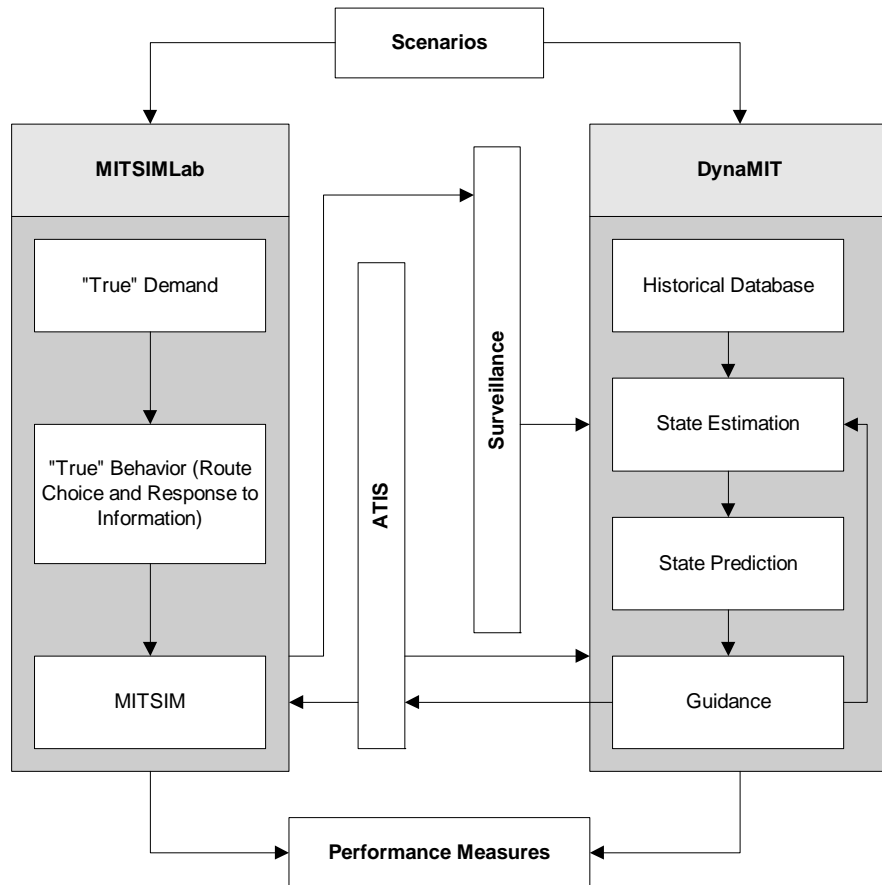 Scenarios
MITSIMLab
DynaMIT
"True" Demand
Historical Database
Surveillance
State Estimation
"True" Behavior (Route
Choice and Response to
Information)
ATIS
State Prediction
MITSIM
Guidance
Performance Measures